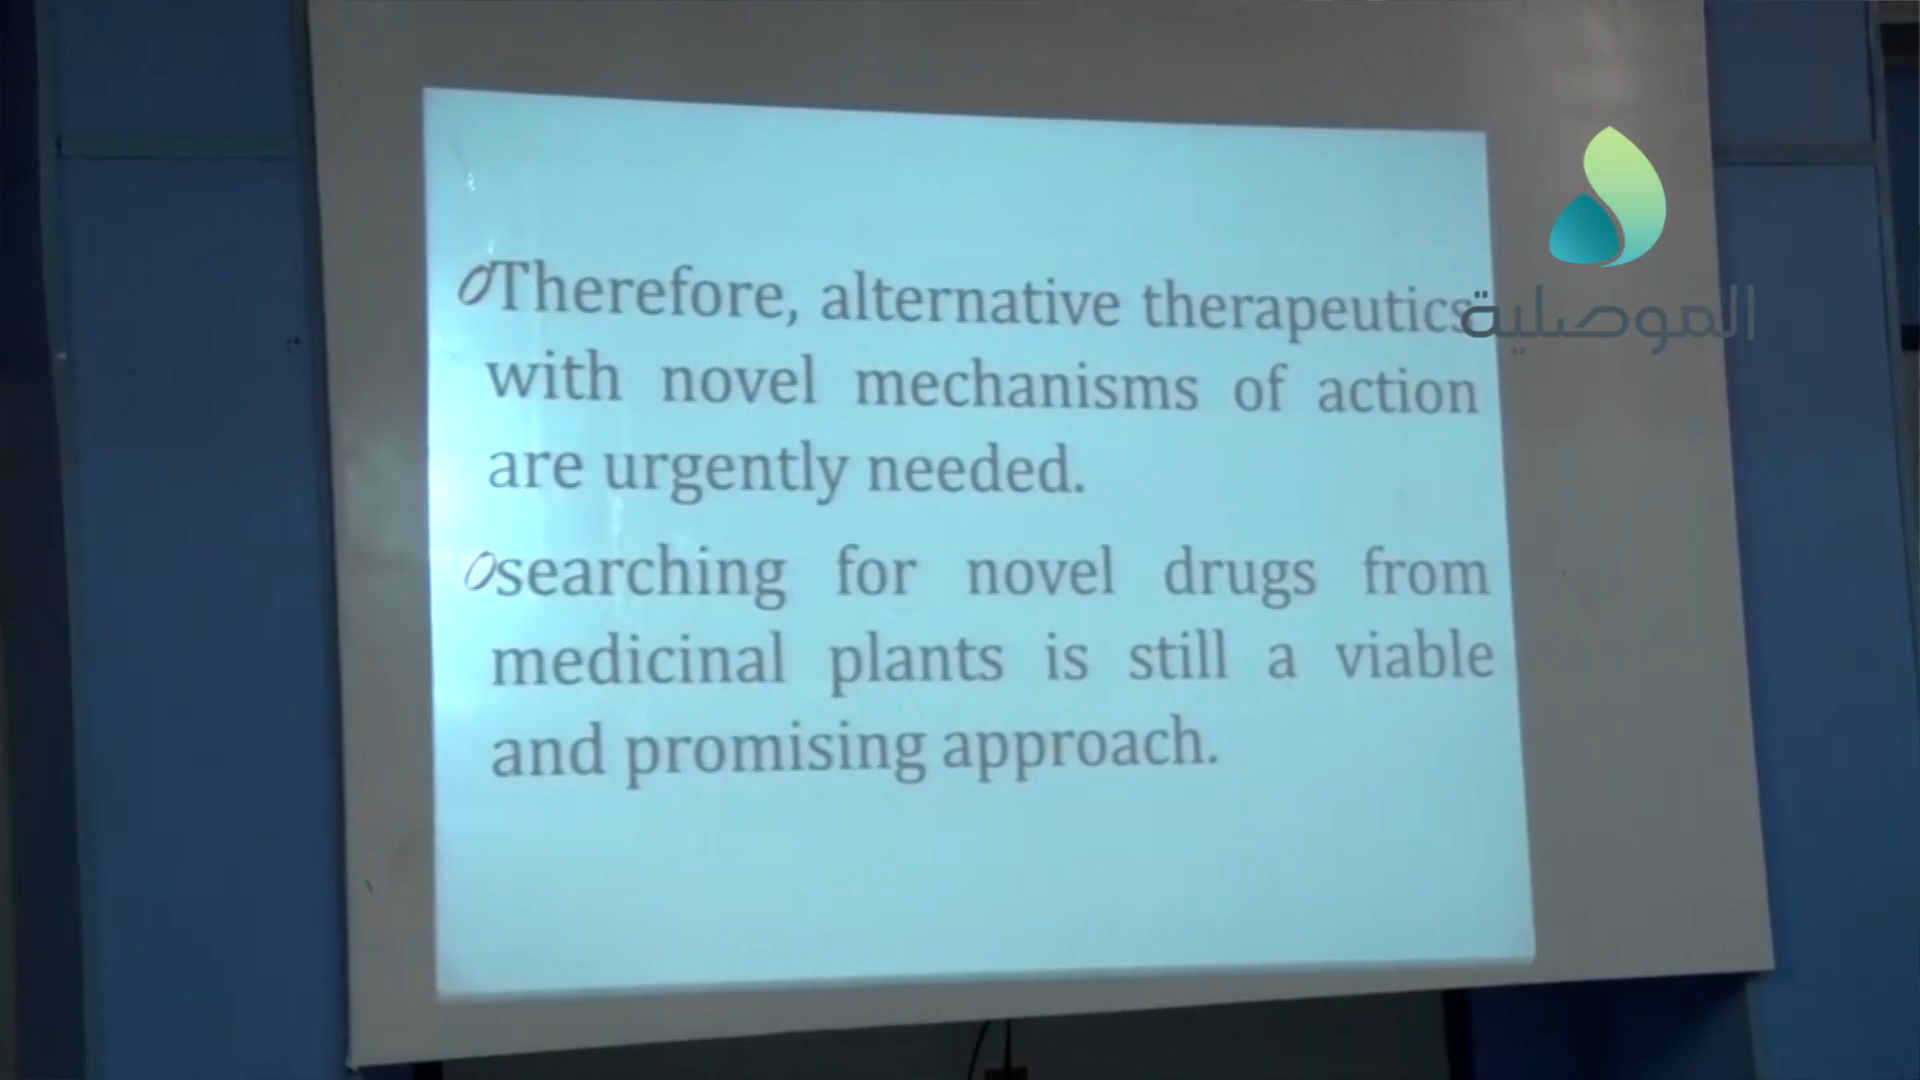 Therefore, alternative therapeutics
with novel mechanisms of action
are urgently needed.
searching for novel drugs from
medicinal plants is still a viable
and promising approach.
الموصلية